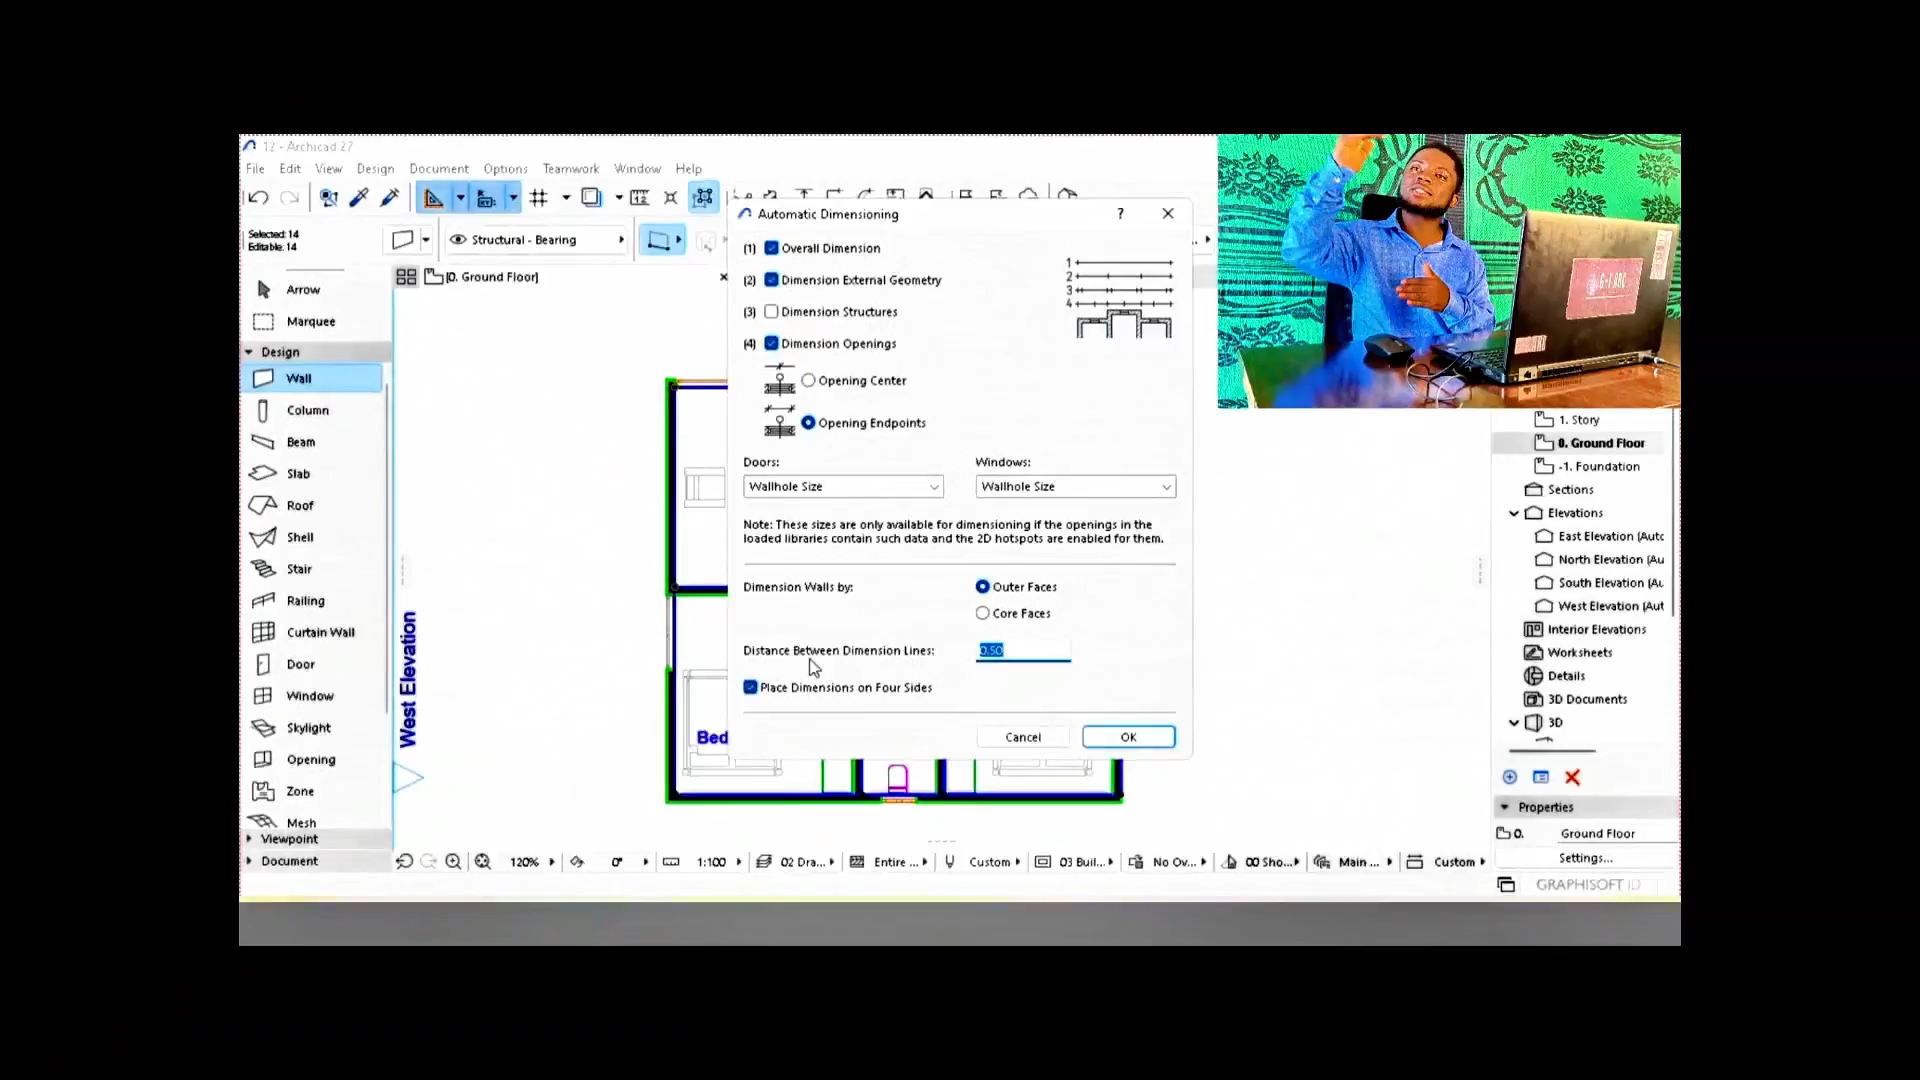 12 - Archicad 27
File Edit View Design Document Options Teamwork Window Help
Selected: 14
Editable: 14
Structural - Bearing
[0. Ground Floor]
Arrow
Marquee
Design
Wall
Column
Beam
Slab
Roof
Shell
Stair
Railing
Curtain Wall
Door
Window
Skylight
Opening
Zone
Mesh
Viewpoint
Document
West Elevation
Bed
Automatic Dimensioning
(1) Overall Dimension
(2) Dimension External Geometry
(3) Dimension Structures
(4) Dimension Openings
1
2
3
4
Opening Center
Opening Endpoints
Doors: Windows:
Wallhole Size Wallhole Size
Note: These sizes are only available for dimensioning if the openings in the
loaded libraries contain such data and the 2D hotspots are enabled for them.
Dimension Walls by: Outer Faces
Core Faces
Distance Between Dimension Lines: 0.50
Place Dimensions on Four Sides
Cancel OK
1. Story
0. Ground Floor
-1. Foundation
Sections
Elevations
East Elevation (Auto
North Elevation (Au
South Elevation (Au
West Elevation (Aut
Interior Elevations
Worksheets
Details
3D Documents
3D
Properties
0. Ground Floor
Settings...
GRAPHISOFT ID
120% 0° 1:100 02 Dra... Entire ... Custom 03 Buil... No Ov... 00 Sho... Main ... Custom